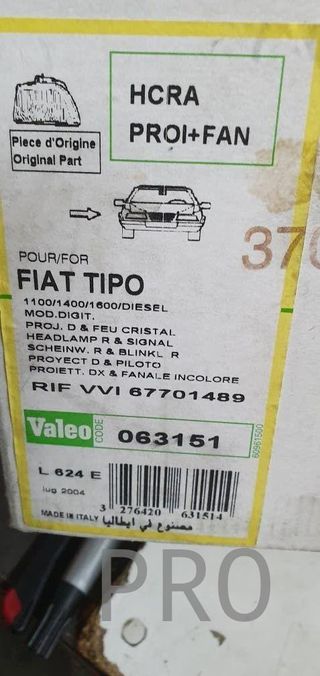 HCRA
PROI+FAN
Piece d'Origine
Original Part
370
POUR/FOR
FIAT TIPO
1100/1400/1600/DIESEL
MOD.DIGIT.
PROJ. D & FEU CRISTAL
HEADLAMP R & SIGNAL
SCHEINW. R & BLINKL R
PROYECT D & PILOTO
PROIETT. DX & FANALE INCOLORE
RIF VVI 67701489
Valeo CODE 063151
60961500
L 624 E
lug 2004
3 276420 631514
MADE IN ITALY مصنوع في ايطاليا
PRO